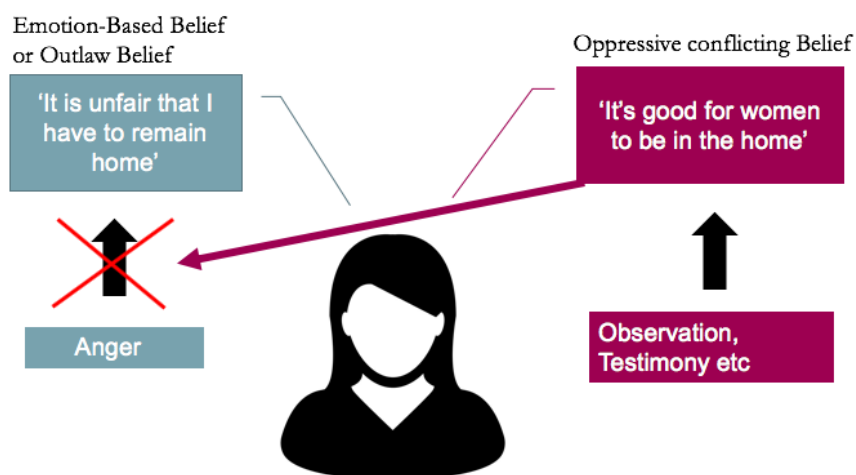 Emotion-Based Belief
or Outlaw Belief
'It is unfair that I
have to remain
home'
Anger
Oppressive conflicting Belief
'It's good for women
to be in the home'
Observation,
Testimony etc